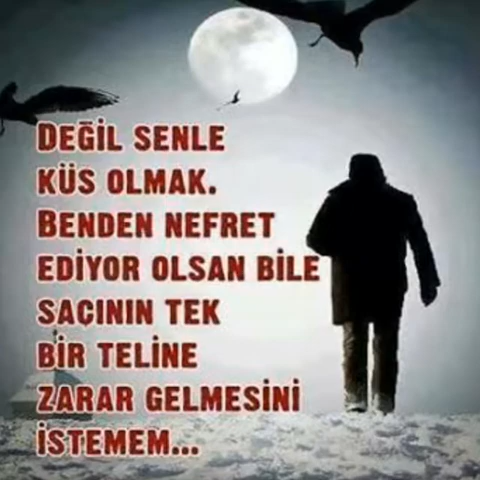 DEĞİL SENLE
KÜS OLMAK.
BENDEN NEFRET
EDİYOR OLSAN BİLE
SAÇININ TEK
BİR TELİNE
ZARAR GELMESİNİ
İSTEMEM...